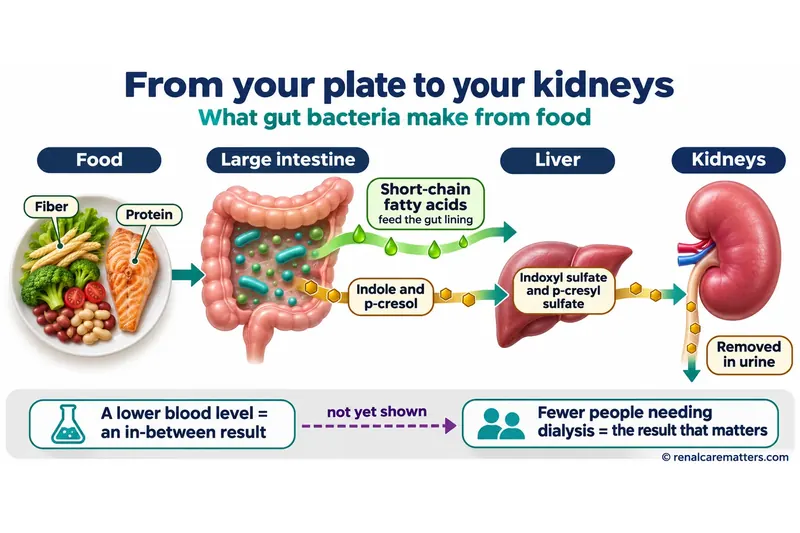 From your plate to your kidneys
What gut bacteria make from food
Food
Large intestine
Liver
Kidneys
Fiber
Protein
Short-chain
fatty acids
feed the gut lining
Indole and
p-cresol
Indoxyl sulfate
and p-cresyl
sulfate
Removed
in urine
A lower blood level =
an in-between result
not yet shown
Fewer people needing
dialysis = the result that matters
© renalcarematters.com